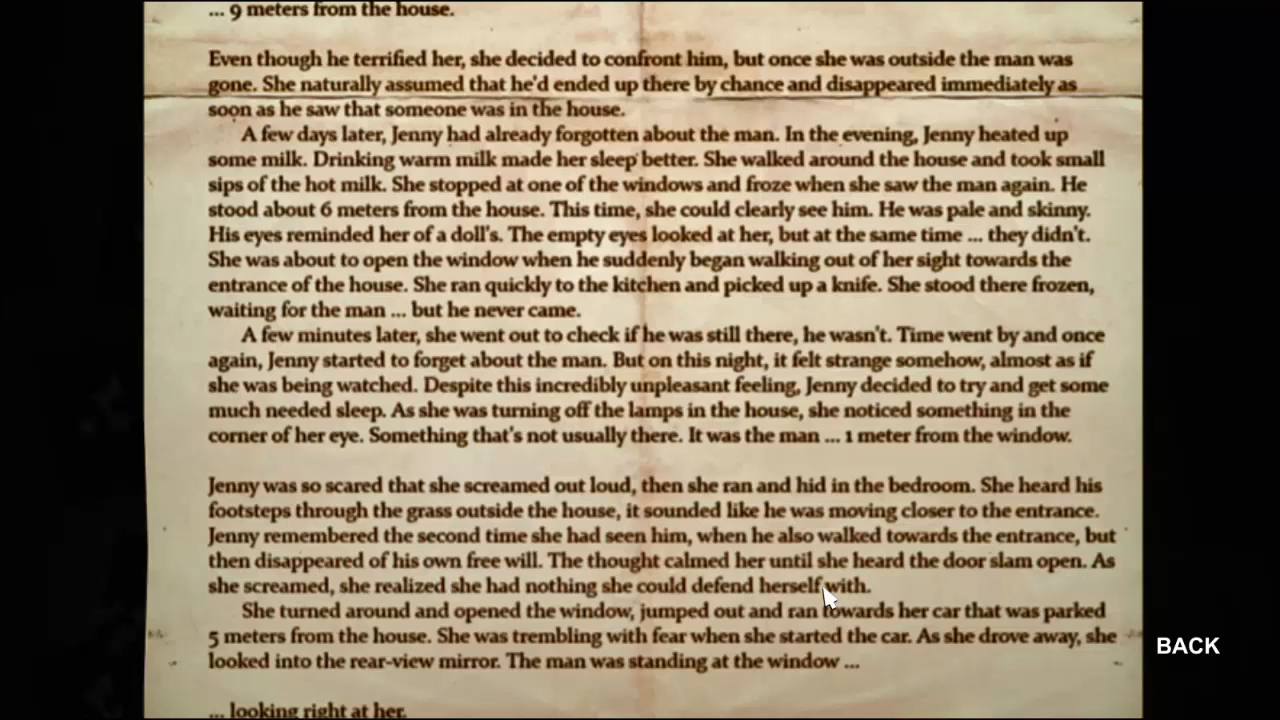 ... 9 meters from the house.
Even though he terrified her, she decided to confront him, but once she was outside the man was
gone. She naturally assumed that he'd ended up there by chance and disappeared immediately as
soon as he saw that someone was in the house.
A few days later, Jenny had already forgotten about the man. In the evening, Jenny heated up
some milk. Drinking warm milk made her sleep better. She walked around the house and took small
sips of the hot milk. She stopped at one of the windows and froze when she saw the man again. He
stood about 6 meters from the house. This time, she could clearly see him. He was pale and skinny.
His eyes reminded her of a doll's. The empty eyes looked at her, but at the same time ... they didn't.
She was about to open the window when he suddenly began walking out of her sight towards the
entrance of the house. She ran quickly to the kitchen and picked up a knife. She stood there frozen,
waiting for the man ... but he never came.
A few minutes later, she went out to check if he was still there, he wasn't. Time went by and once
again, Jenny started to forget about the man. But on this night, it felt strange somehow, almost as if
she was being watched. Despite this incredibly unpleasant feeling, Jenny decided to try and get some
much needed sleep. As she was turning off the lamps in the house, she noticed something in the
corner of her eye. Something that's not usually there. It was the man ... 1 meter from the window.
Jenny was so scared that she screamed out loud, then she ran and hid in the bedroom. She heard his
footsteps through the grass outside the house, it sounded like he was moving closer to the entrance.
Jenny remembered the second time she had seen him, when he also walked towards the entrance, but
then disappeared of his own free will. The thought calmed her until she heard the door slam open. As
she screamed, she realized she had nothing she could defend herself with.
She turned around and opened the window, jumped out and ran towards her car that was parked
5 meters from the house. She was trembling with fear when she started the car. As she drove away, she
looked into the rear-view mirror. The man was standing at the window ...
... looking right at her.
BACK